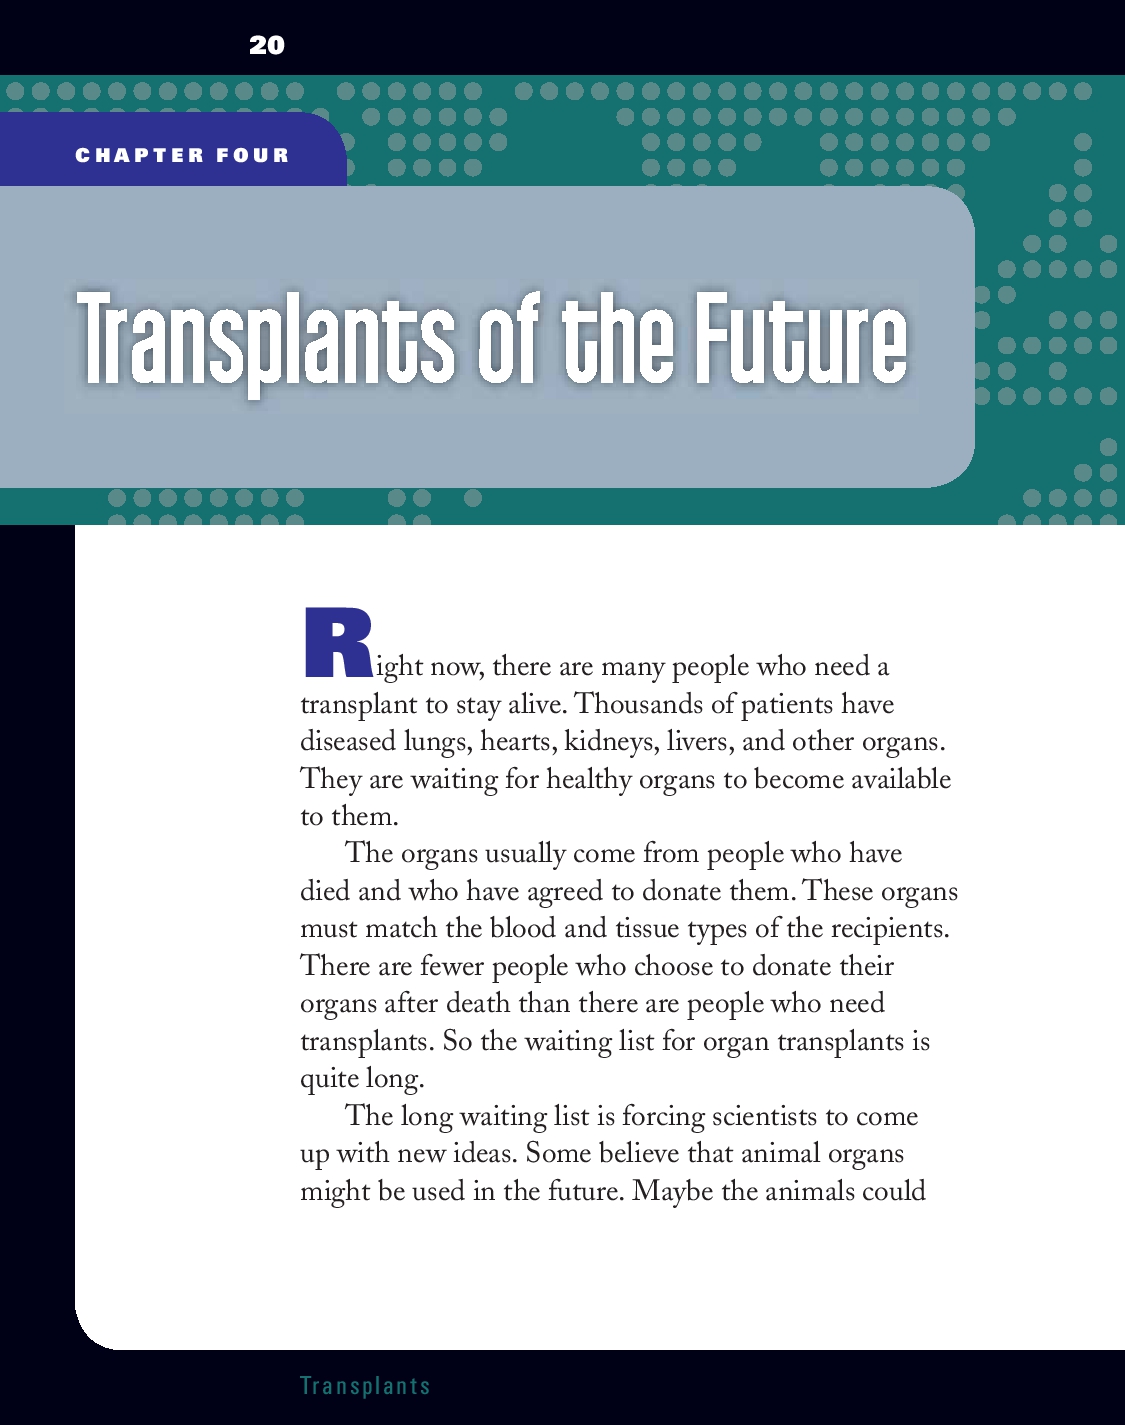 20
CHAPTER FOUR
Transplants of the Future
Right now, there are many people who need a
transplant to stay alive. Thousands of patients have
diseased lungs, hearts, kidneys, livers, and other organs.
They are waiting for healthy organs to become available
to them.
The organs usually come from people who have
died and who have agreed to donate them. These organs
must match the blood and tissue types of the recipients.
There are fewer people who choose to donate their
organs after death than there are people who need
transplants. So the waiting list for organ transplants is
quite long.
The long waiting list is forcing scientists to come
up with new ideas. Some believe that animal organs
might be used in the future. Maybe the animals could
Transplants